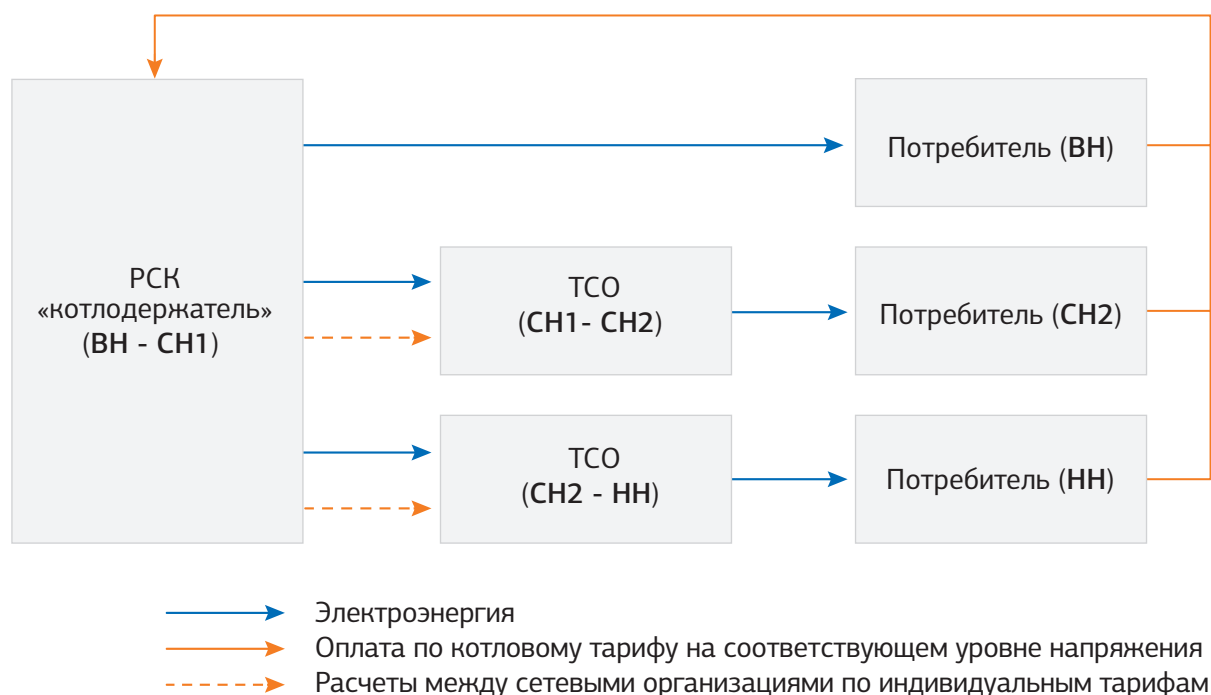 Потребитель (ВН)
РСК
«котлодержатель»
(ВН - СН1)
ТСО
(СН1- СН2)
Потребитель (СН2)
ТСО
(СН2 - НН)
Потребитель (НН)
Электроэнергия
Оплата по котловому тарифу на соответствующем уровне напряжения
Расчеты между сетевыми организациями по индивидуальным тарифам